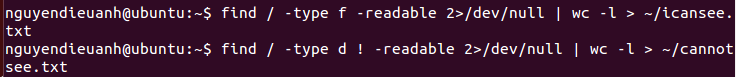 nguyendieuanh@ubuntu:~$ find / -type f -readable 2>/dev/null | wc -l > ~/icansee.
txt
nguyendieuanh@ubuntu:~$ find / -type d ! -readable 2>/dev/null | wc -l > ~/cannot
see.txt